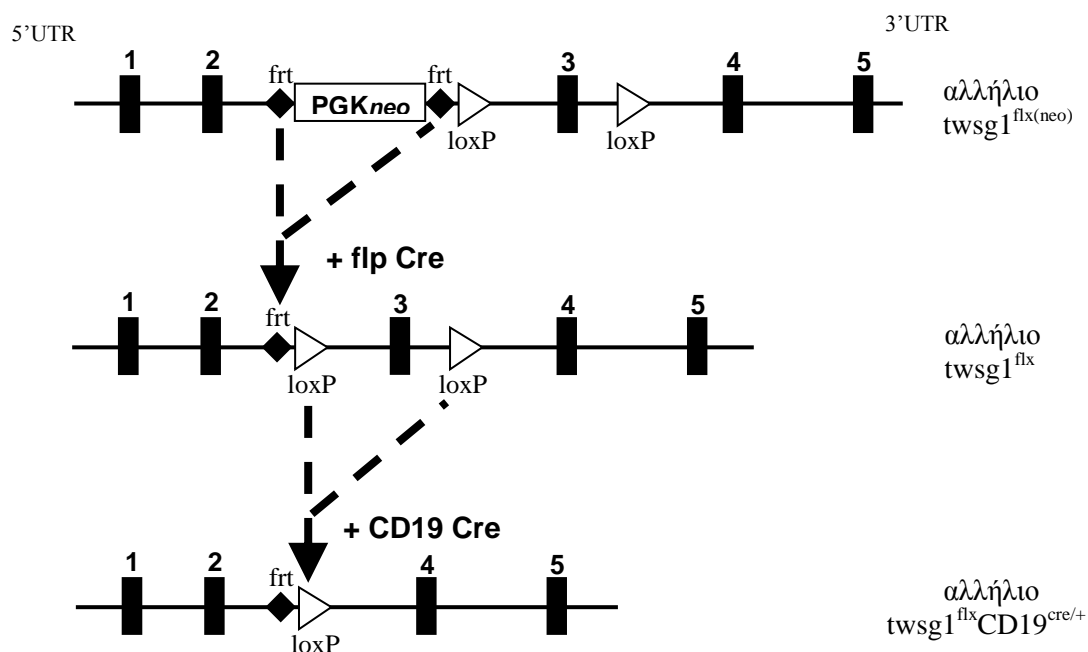 5’UTR
3’UTR
1 2 frt PGKneo frt 3 4 5
loxP loxP
αλλήλιο
twsg1flx(neo)
+ flp Cre
1 2 frt 3 4 5
loxP loxP
αλλήλιο
twsg1flx
+ CD19 Cre
1 2 frt 4 5
loxP
αλλήλιο
twsg1flxCD19cre/+